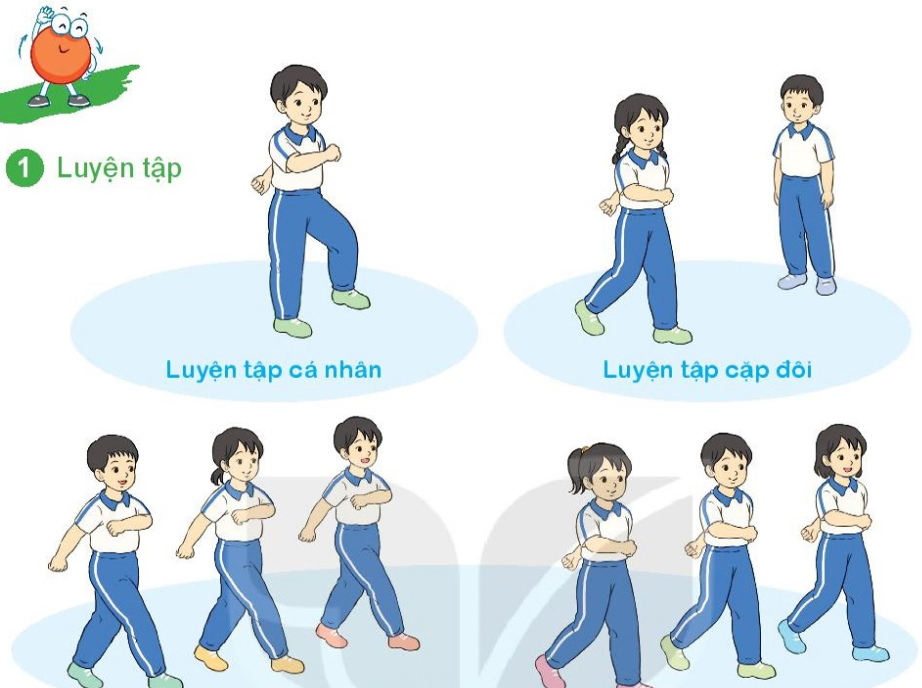 1 Luyện tập
Luyện tập cá nhân
Luyện tập cặp đôi